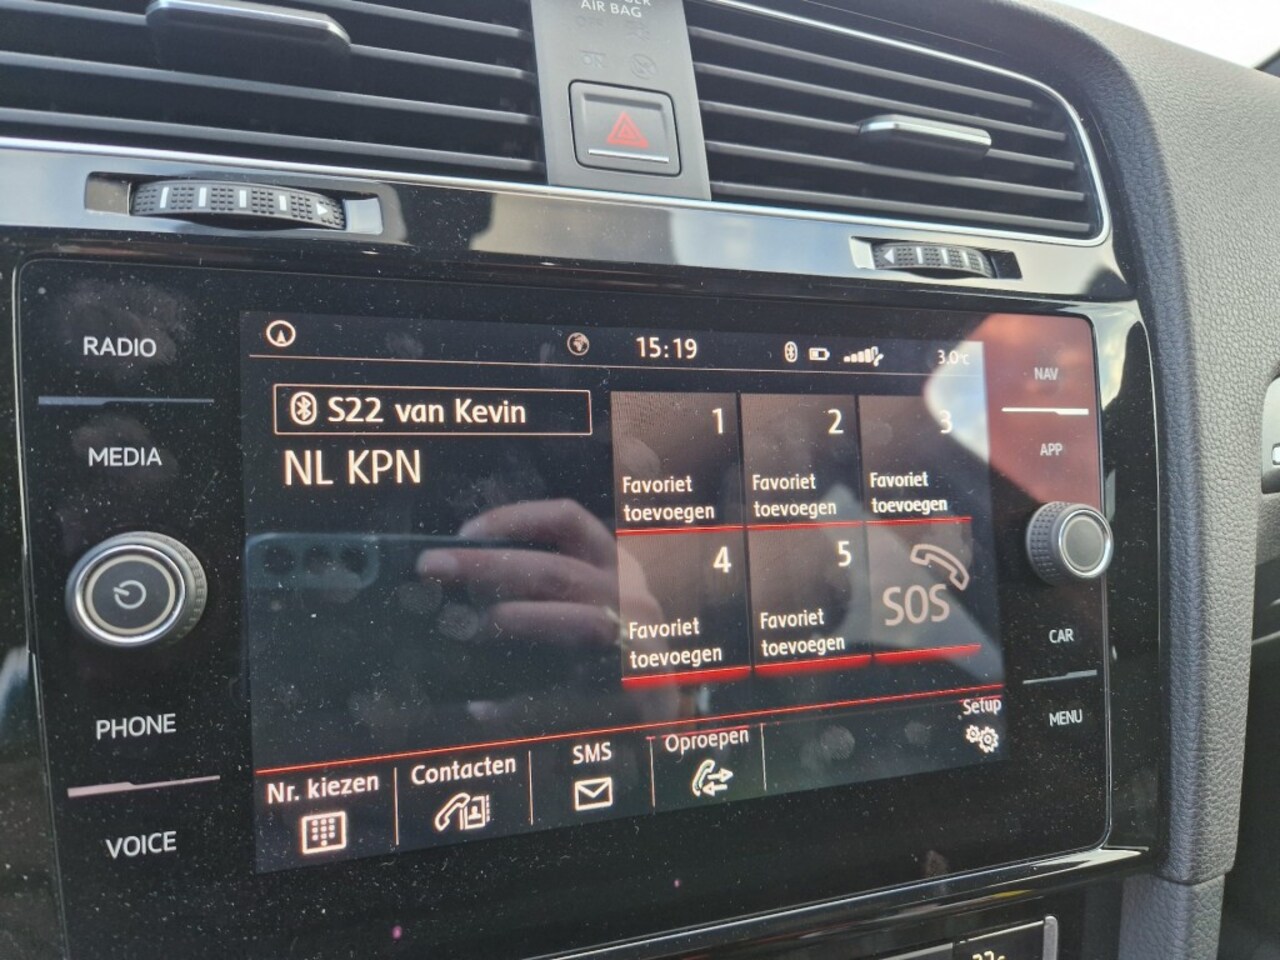 AIR BAG
RADIO
MEDIA
PHONE
VOICE
15:19
3.0°C
S22 van Kevin
NL KPN
1
Favoriet
toevoegen
2
Favoriet
toevoegen
3
Favoriet
toevoegen
4
Favoriet
toevoegen
5
Favoriet
toevoegen
SOS
Nr. kiezen
Contacten
SMS
Oproepen
Setup
NAV
APP
CAR
MENU